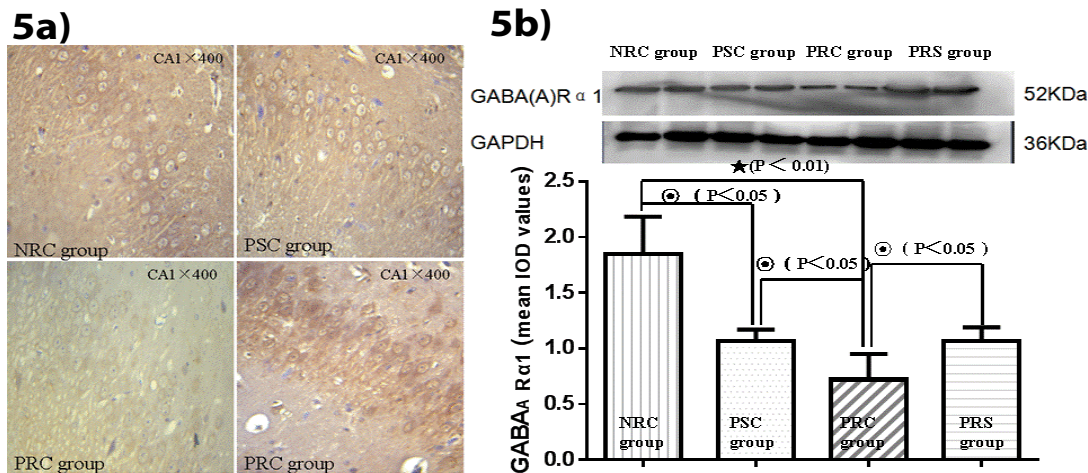 5a)
CA1×400
CA1×400
NRC group
PSC group
CA1×400
CA1×400
PRC group
PRC group
5b)
NRC group PSC group PRC group PRS group
GABA(A)Rα1 52KDa
GAPDH 36KDa
★(P＜0.01)
⊙ (P<0.05)
⊙ (P<0.05)
⊙ (P<0.05)
GABAA Rα1 (mean IOD values)
2.5
2.0
1.5
1.0
0.5
0.0
NRC group
PSC group
PRC group
PRS group